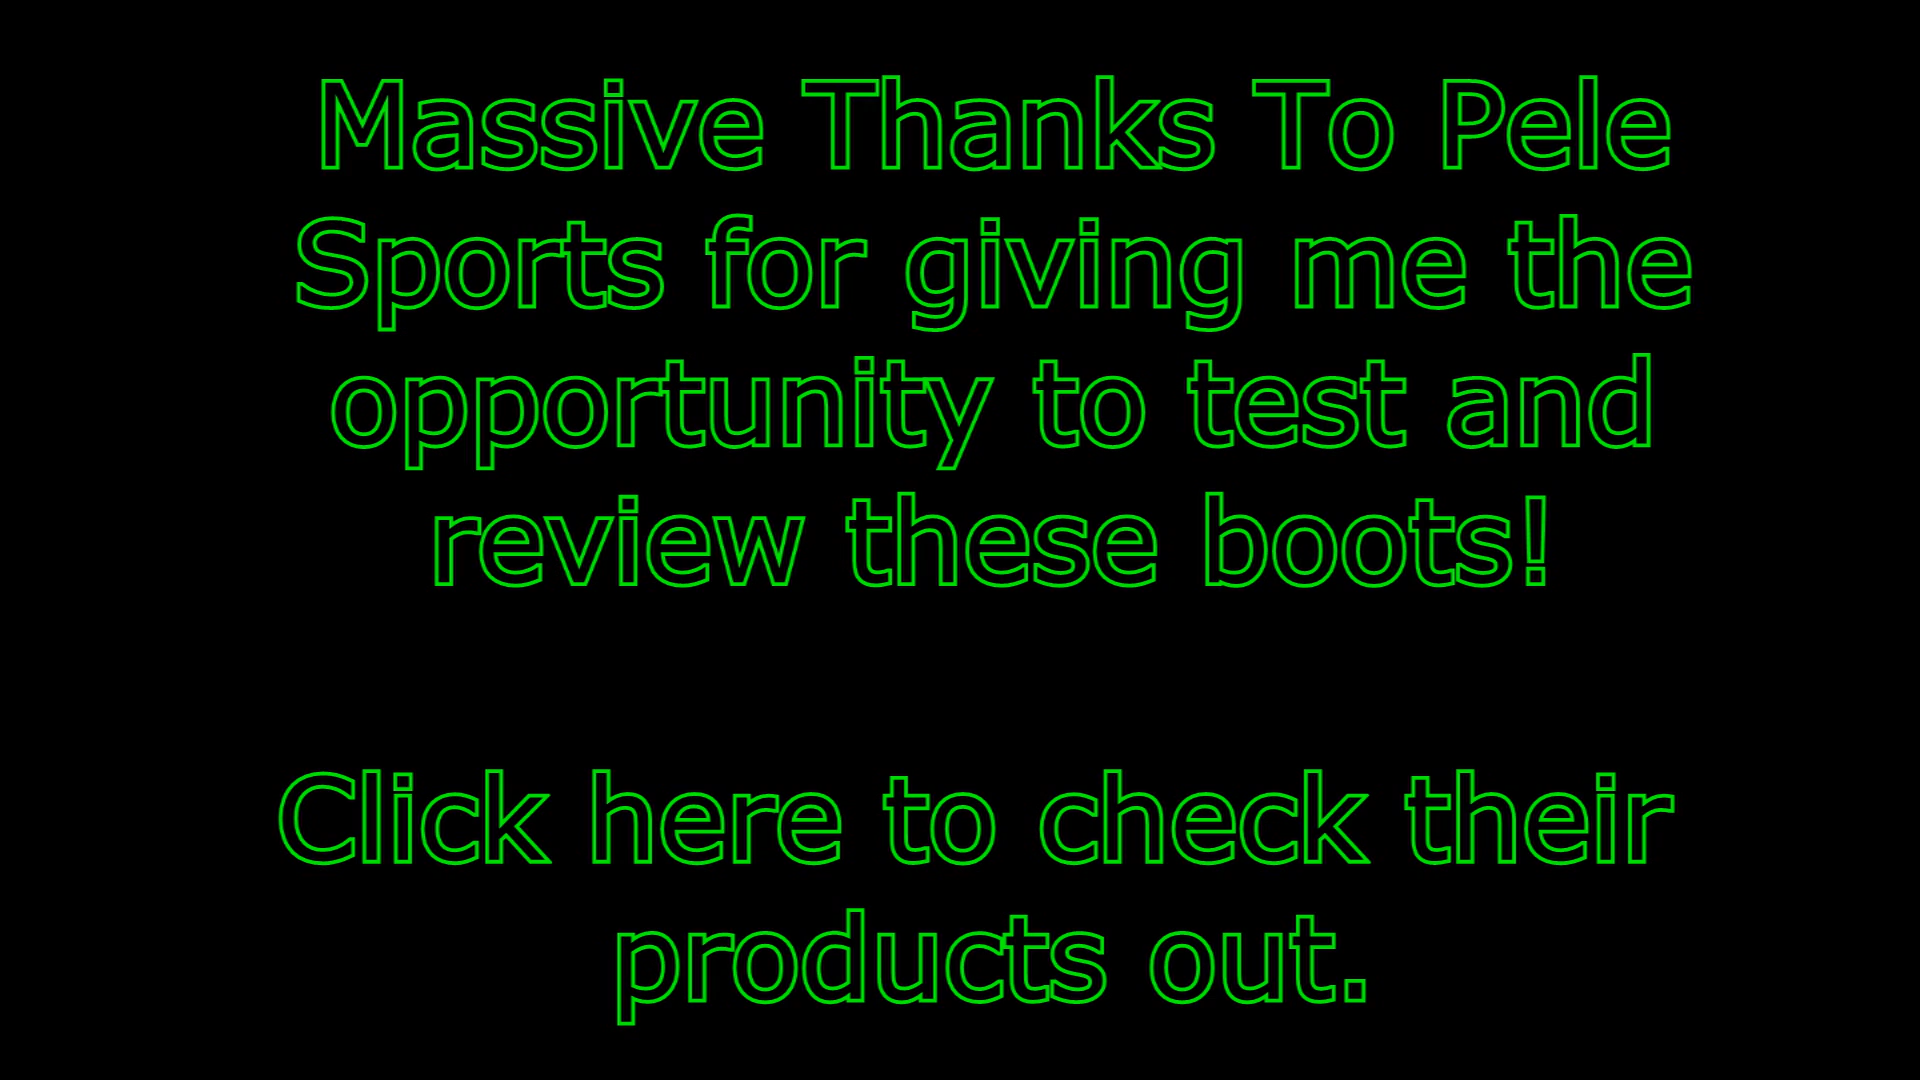 Massive Thanks To Pele
Sports for giving me the
opportunity to test and
review these boots!
Click here to check their
products out.